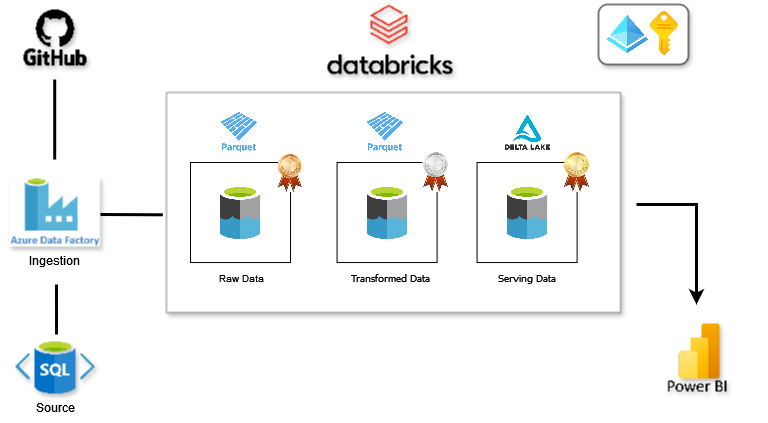 GitHub
databricks
Parquet
Parquet
DELTA LAKE
Azure Data Factory
Ingestion
Raw Data
Transformed Data
Serving Data
SQL
Source
Power BI